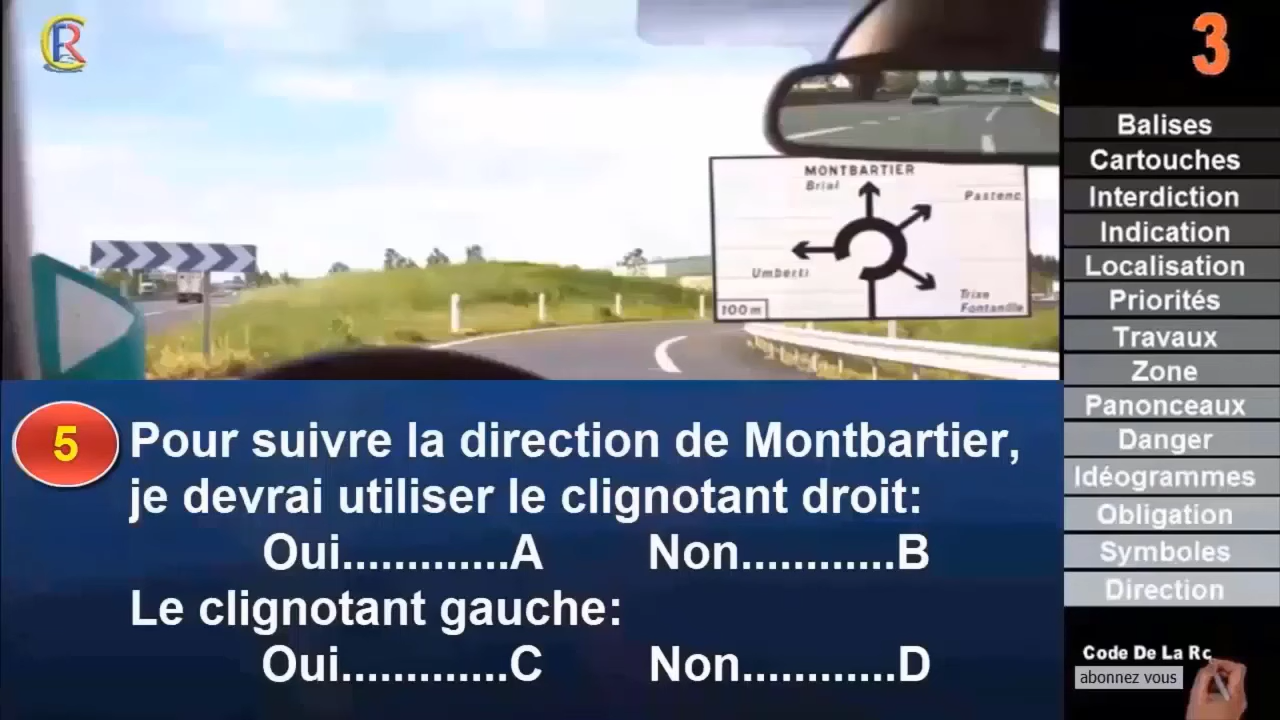 CR
3
MONTBARTIER
Brial
Pastenc
Umberti
Trixe
Fontanille
100m
Balises
Cartouches
Interdiction
Indication
Localisation
Priorités
Travaux
Zone
Panonceaux
Danger
Idéogrammes
Obligation
Symboles
Direction
5
Pour suivre la direction de Montbartier,
je devrai utiliser le clignotant droit:
Oui.............A Non............B
Le clignotant gauche:
Oui.............C Non............D
Code De La Rc
abonnez vous